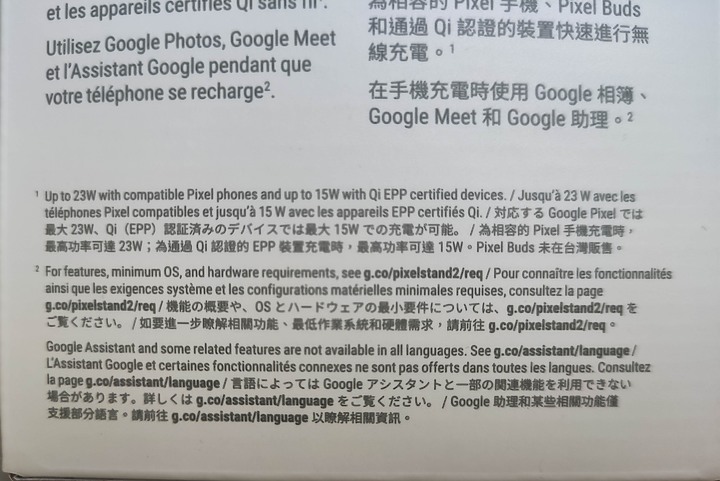 et les appareils certifiés Qi sans fil¹.
Utilisez Google Photos, Google Meet
et l'Assistant Google pendant que
votre téléphone se recharge².
為相容的 Pixel 手機、Pixel Buds
和通過 Qi 認證的裝置快速進行無
線充電。¹
在手機充電時使用 Google 相簿、
Google Meet 和 Google 助理。²
¹ Up to 23W with compatible Pixel phones and up to 15W with Qi EPP certified devices. / Jusqu'à 23 W avec les
téléphones Pixel compatibles et jusqu'à 15 W avec les appareils EPP certifiés Qi. / 対応する Google Pixel では
最大 23W、Qi（EPP）認証済みのデバイスでは最大 15W での充電が可能。 / 為相容的 Pixel 手機充電時，
最高功率可達 23W；為通過 Qi 認證的 EPP 裝置充電時，最高功率可達 15W。Pixel Buds 未在台灣販售。
² For features, minimum OS, and hardware requirements, see g.co/pixelstand2/req / Pour connaître les fonctionnalités
ainsi que les exigences système et les configurations matérielles minimales requises, consultez la page
g.co/pixelstand2/req / 機能の概要や、OS とハードウェアの最小要件については、g.co/pixelstand2/req を
ご覧ください。 / 如要進一步瞭解相關功能、最低作業系統和硬體需求，請前往 g.co/pixelstand2/req。
Google Assistant and some related features are not available in all languages. See g.co/assistant/language /
L'Assistant Google et certaines fonctionnalités connexes ne sont pas offerts dans toutes les langues. Consultez
la page g.co/assistant/language / 言語によっては Google アシスタントと一部の関連機能を利用できない
場合があります。詳しくは g.co/assistant/language をご覧ください。 / Google 助理和某些相關功能僅
支援部分語言。請前往 g.co/assistant/language 以瞭解相關資訊。